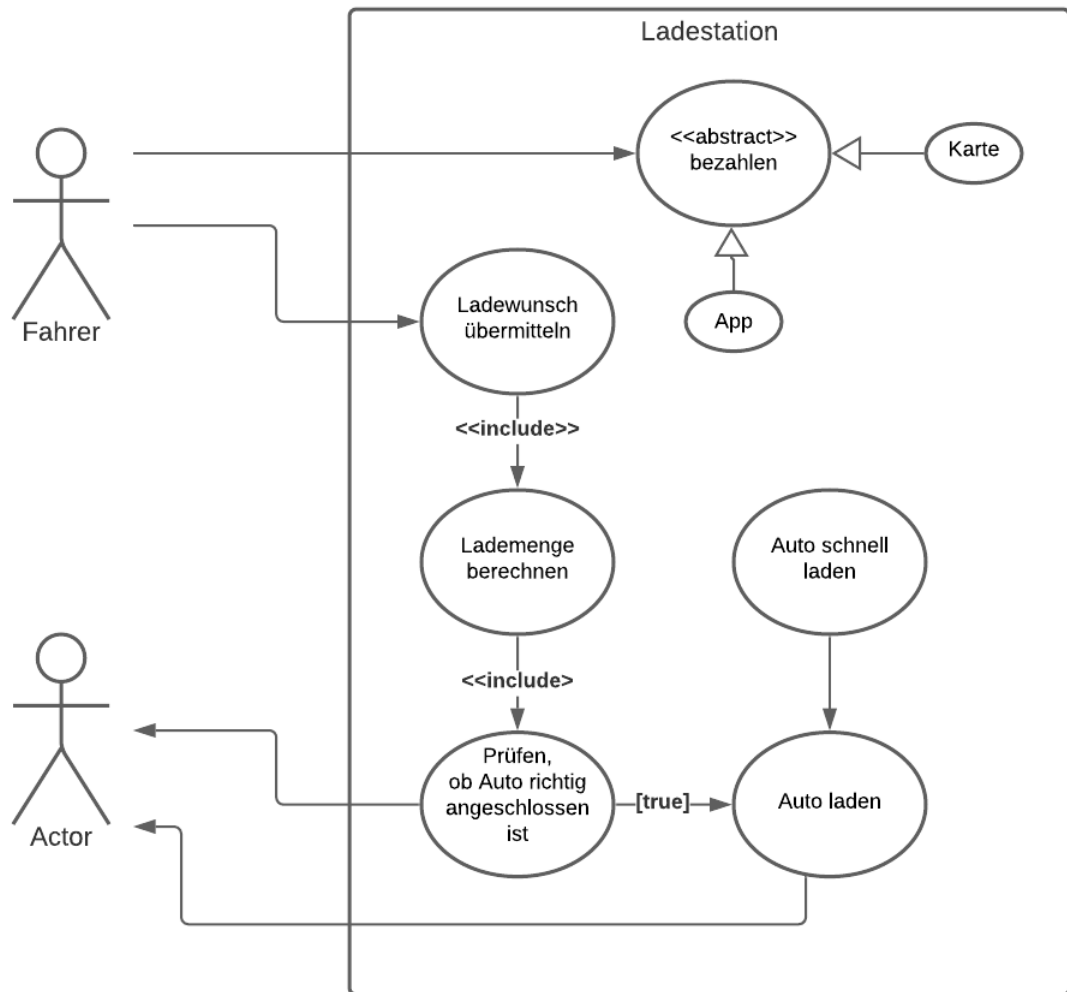 Ladestation
<<abstract>>
bezahlen
Karte
Fahrer
Ladewunsch
übermitteln
App
<<include>>
Lademenge
berechnen
Auto schnell
laden
<<include>
Prüfen,
ob Auto richtig
angeschlossen
ist
[true]
Auto laden
Actor